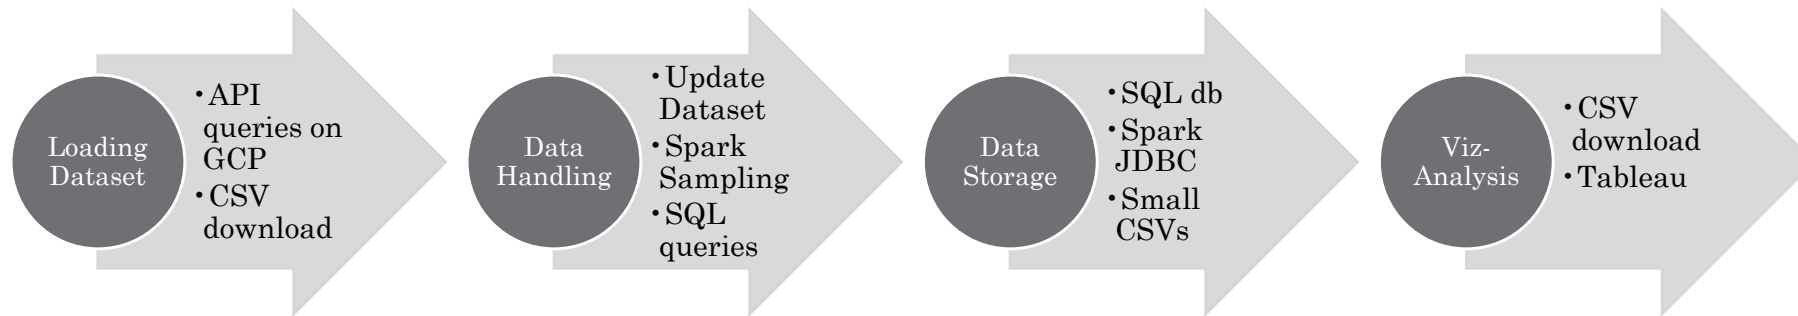 Loading
Dataset
•API
queries on
GCP
•CSV
download
Data
Handling
•Update
Dataset
•Spark
Sampling
•SQL
queries
Data
Storage
•SQL db
•Spark
JDBC
•Small
CSVs
Viz-
Analysis
•CSV
download
•Tableau